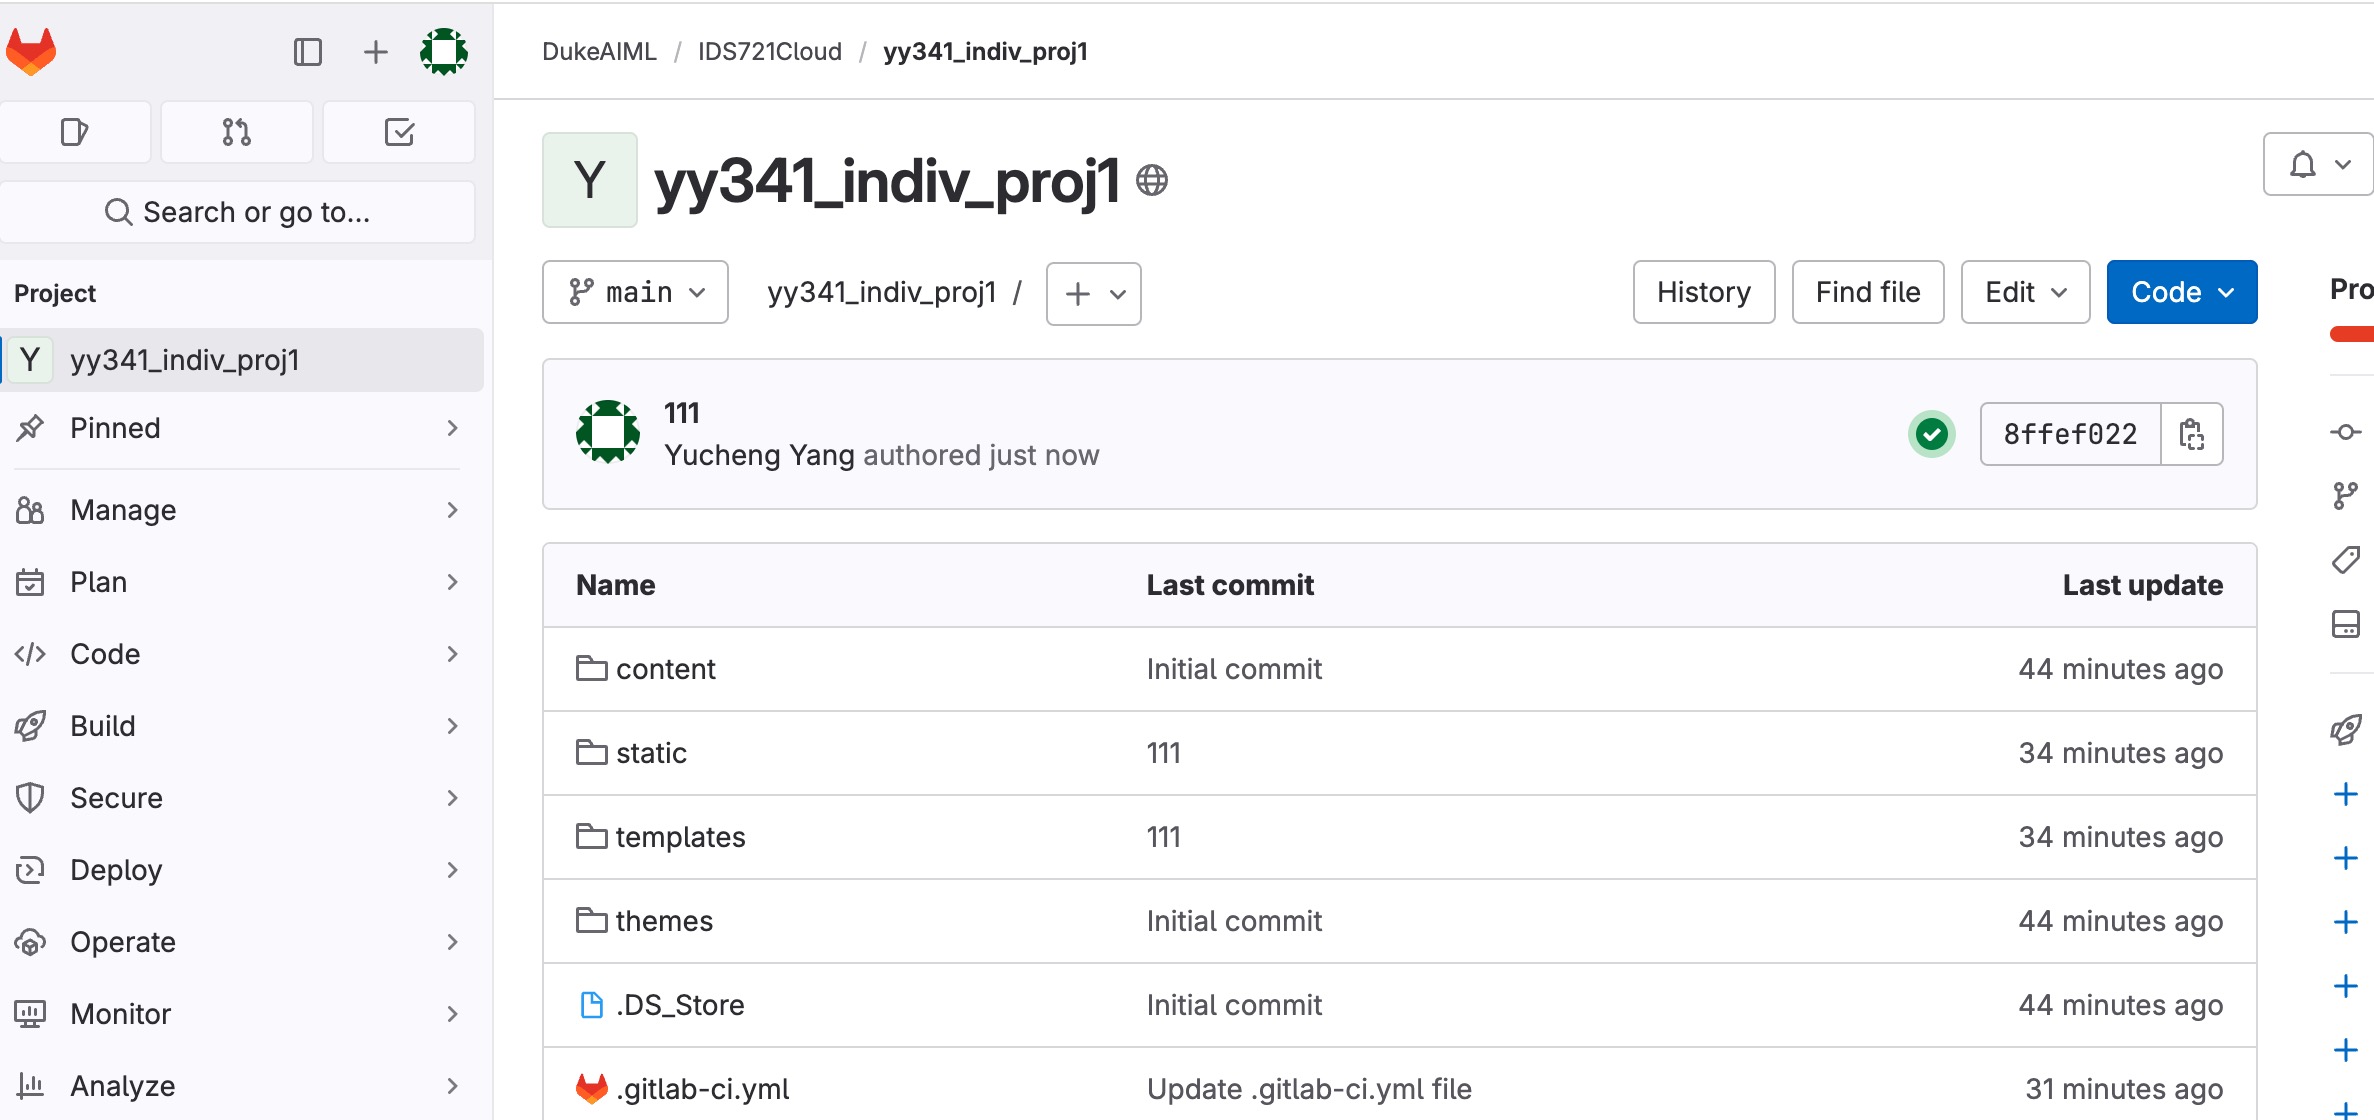 DukeAIML / IDS721Cloud / yy341_indiv_proj1
Search or go to...
Project
Y yy341_indiv_proj1
Pinned
Manage
Plan
Code
Build
Secure
Deploy
Operate
Monitor
Analyze
Y yy341_indiv_proj1
main yy341_indiv_proj1 /
History Find file Edit Code
111
Yucheng Yang authored just now
8ffef022
Name Last commit Last update
content Initial commit 44 minutes ago
static 111 34 minutes ago
templates 111 34 minutes ago
themes Initial commit 44 minutes ago
.DS_Store Initial commit 44 minutes ago
.gitlab-ci.yml Update .gitlab-ci.yml file 31 minutes ago
Pro